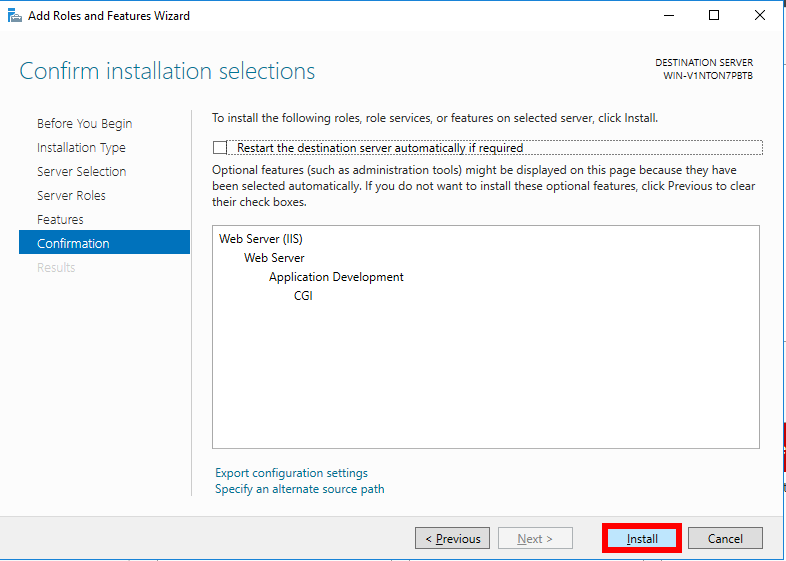 Add Roles and Features Wizard
Confirm installation selections
DESTINATION SERVER
WIN-V1NTON7PBTB
Before You Begin
Installation Type
Server Selection
Server Roles
Features
Confirmation
Results
To install the following roles, role services, or features on selected server, click Install.
Restart the destination server automatically if required
Optional features (such as administration tools) might be displayed on this page because they have
been selected automatically. If you do not want to install these optional features, click Previous to clear
their check boxes.
Web Server (IIS)
Web Server
Application Development
CGI
Export configuration settings
Specify an alternate source path
< Previous
Next >
Install
Cancel